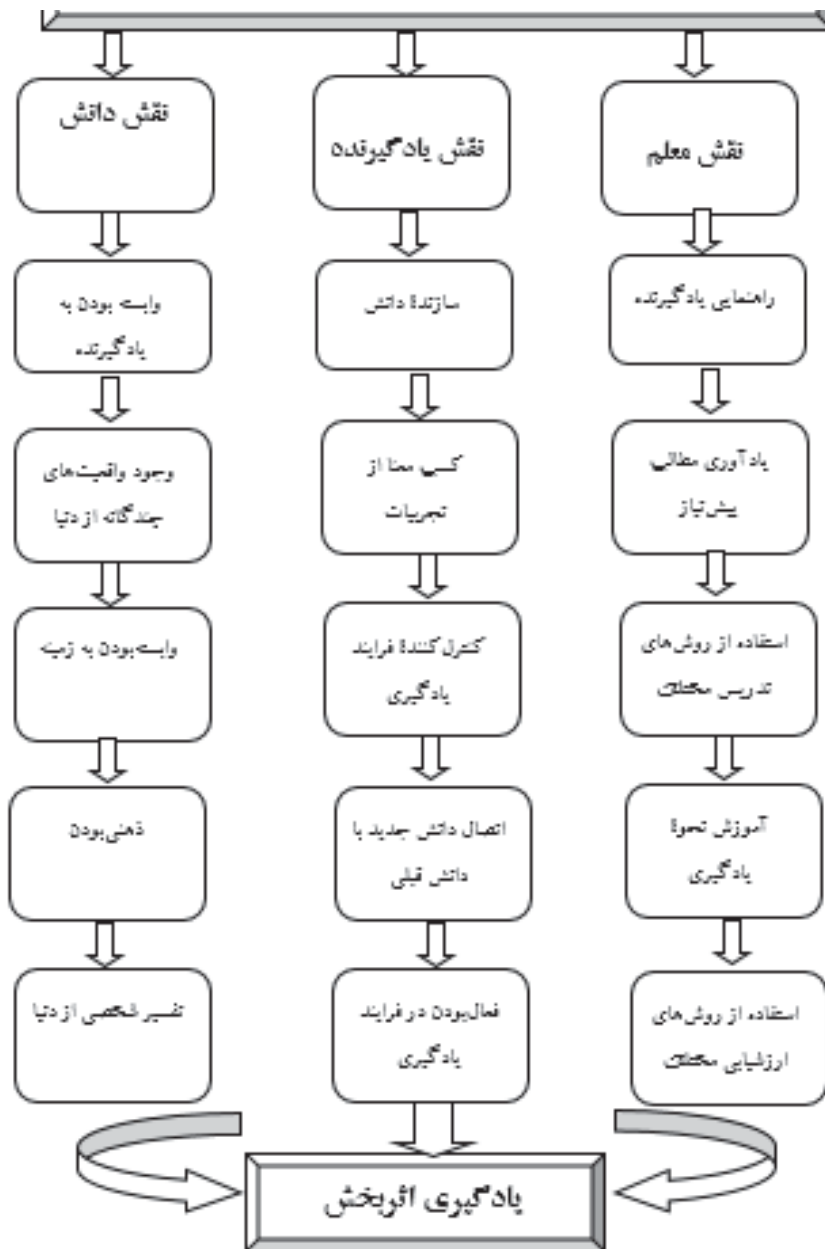 نقش معلم
راهنمایی یادگیرنده
یادآوری مطالب
پیش‌نیاز
استفاده از روش‌های
تدریس مختلف
آموزش نحوۀ
یادگیری
استفاده از روش‌های
ارزشیابی مختلف
نقش یادگیرنده
سازندۀ دانش
کسب معنا از
تجربیات
کنترل‌کنندۀ فرایند
یادگیری
اتصال دانش جدید با
دانش قبلی
فعال‌بودن در فرایند
یادگیری
نقش دانش
وابسته بودن به
یادگیرنده
وجود واقعیت‌های
چندگانه از دنیا
وابسته‌بودن به زمینه
ذهنی‌بودن
تفسیر شخصی از دنیا
یادگیری اثربخش